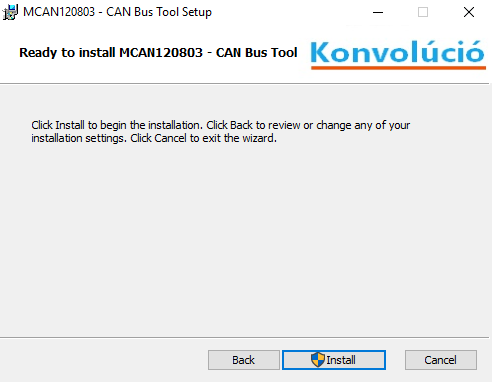 MCAN120803 - CAN Bus Tool Setup
Ready to install MCAN120803 - CAN Bus Tool
Konvolúció
Click Install to begin the installation. Click Back to review or change any of your
installation settings. Click Cancel to exit the wizard.
Back
Install
Cancel